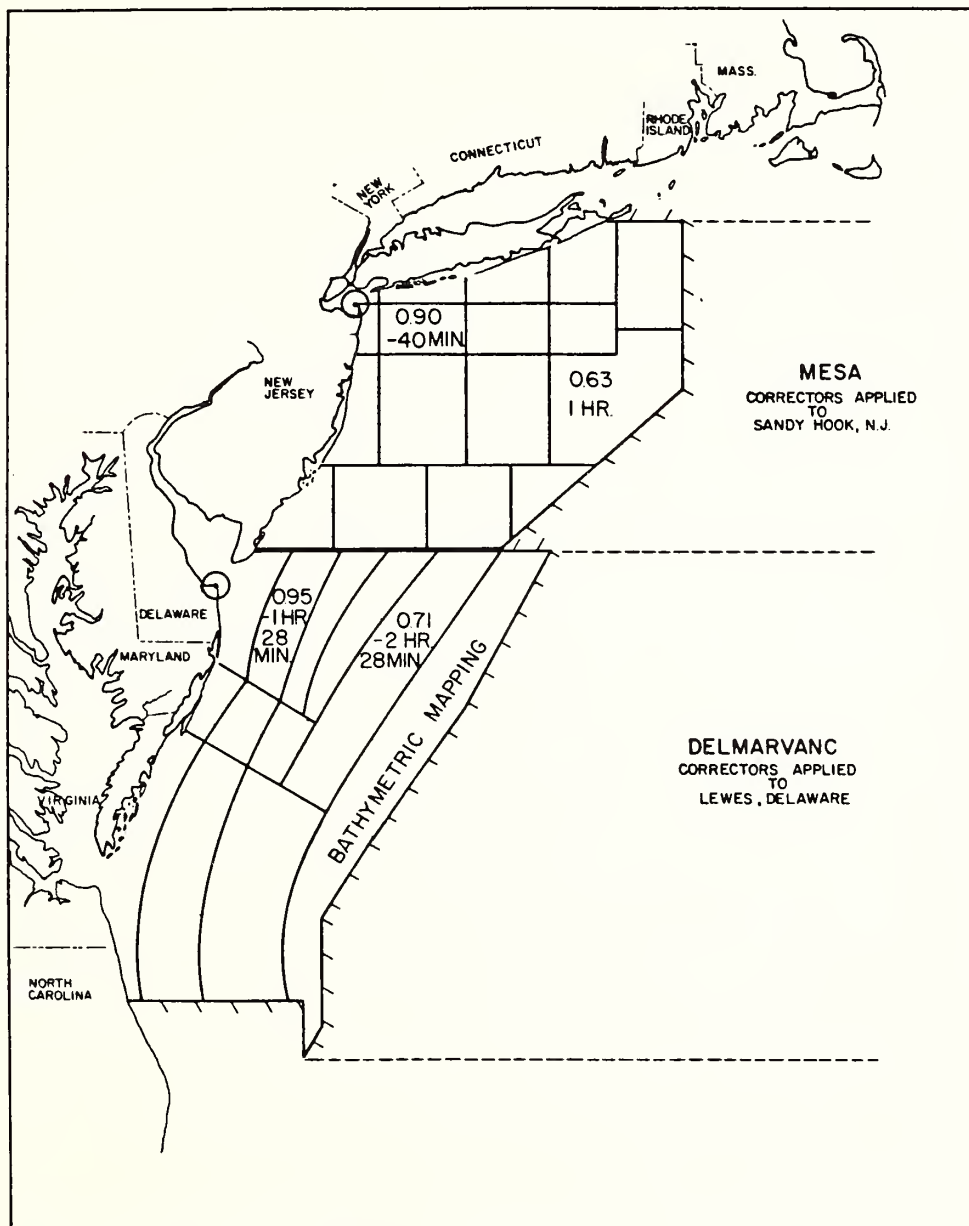 MASS.
RHODE
ISLAND
CONNECTICUT
NEW
YORK
0.90
-40 MIN.
NEW
JERSEY
0.63
1 HR.
MESA
CORRECTORS APPLIED
TO
SANDY HOOK, N.J.
DELAWARE
MARYLAND
0.95
-1 HR.
28
MIN.
0.71
-2 HR.
28 MIN.
BATHYMETRIC MAPPING
DELMARVANC
CORRECTORS APPLIED
TO
LEWES, DELAWARE
VIRGINIA
NORTH
CAROLINA